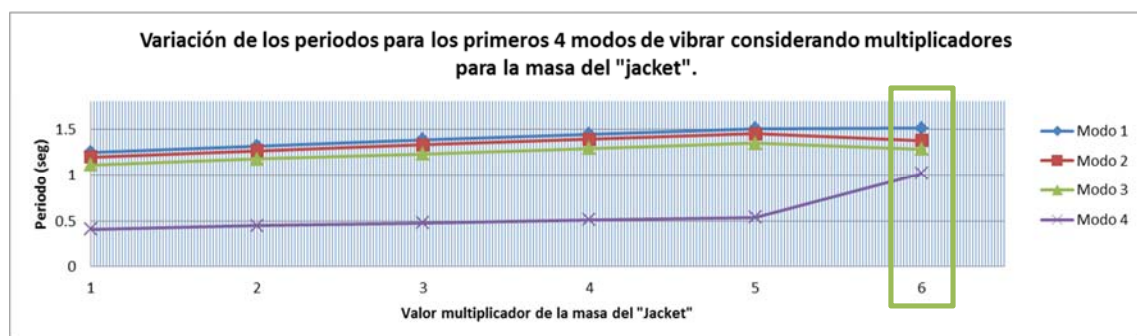 Variación de los periodos para los primeros 4 modos de vibrar considerando multiplicadores
para la masa del "jacket".
Periodo (seg)
1.5
1
0.5
0
1 2 3 4 5 6
Valor multiplicador de la masa del "Jacket"
Modo 1
Modo 2
Modo 3
Modo 4